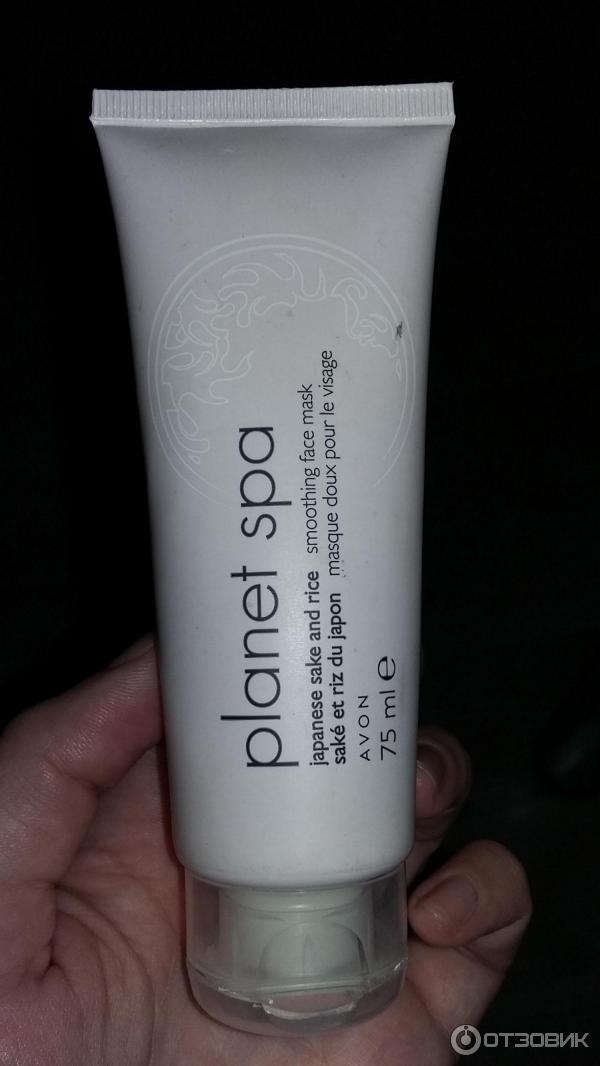 planet spa
japanese sake and rice smoothing face mask
saké et riz du japon masque doux pour le visage
AVON
75 ml e
ОТЗОВИК